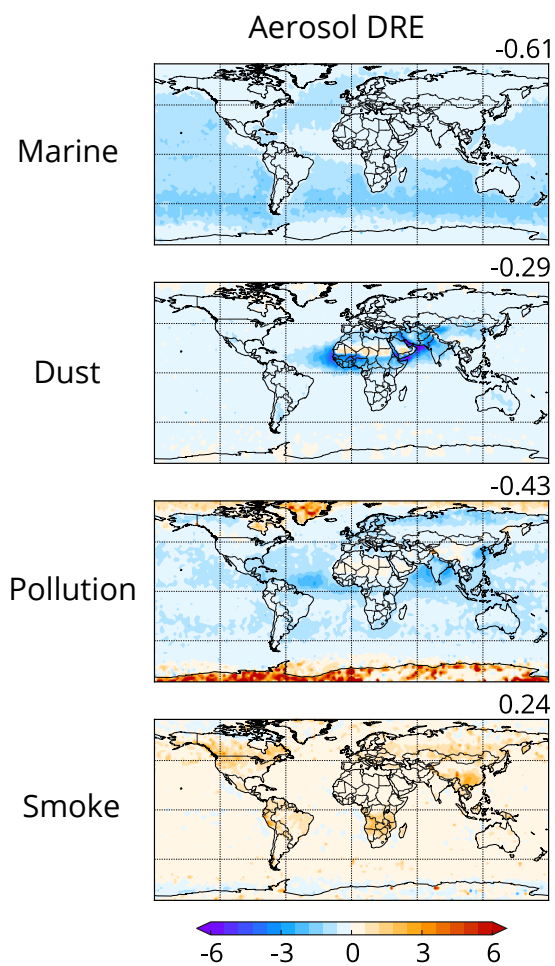 Aerosol DRE
-0.61
Marine
-0.29
Dust
-0.43
Pollution
0.24
Smoke
-6 -3 0 3 6